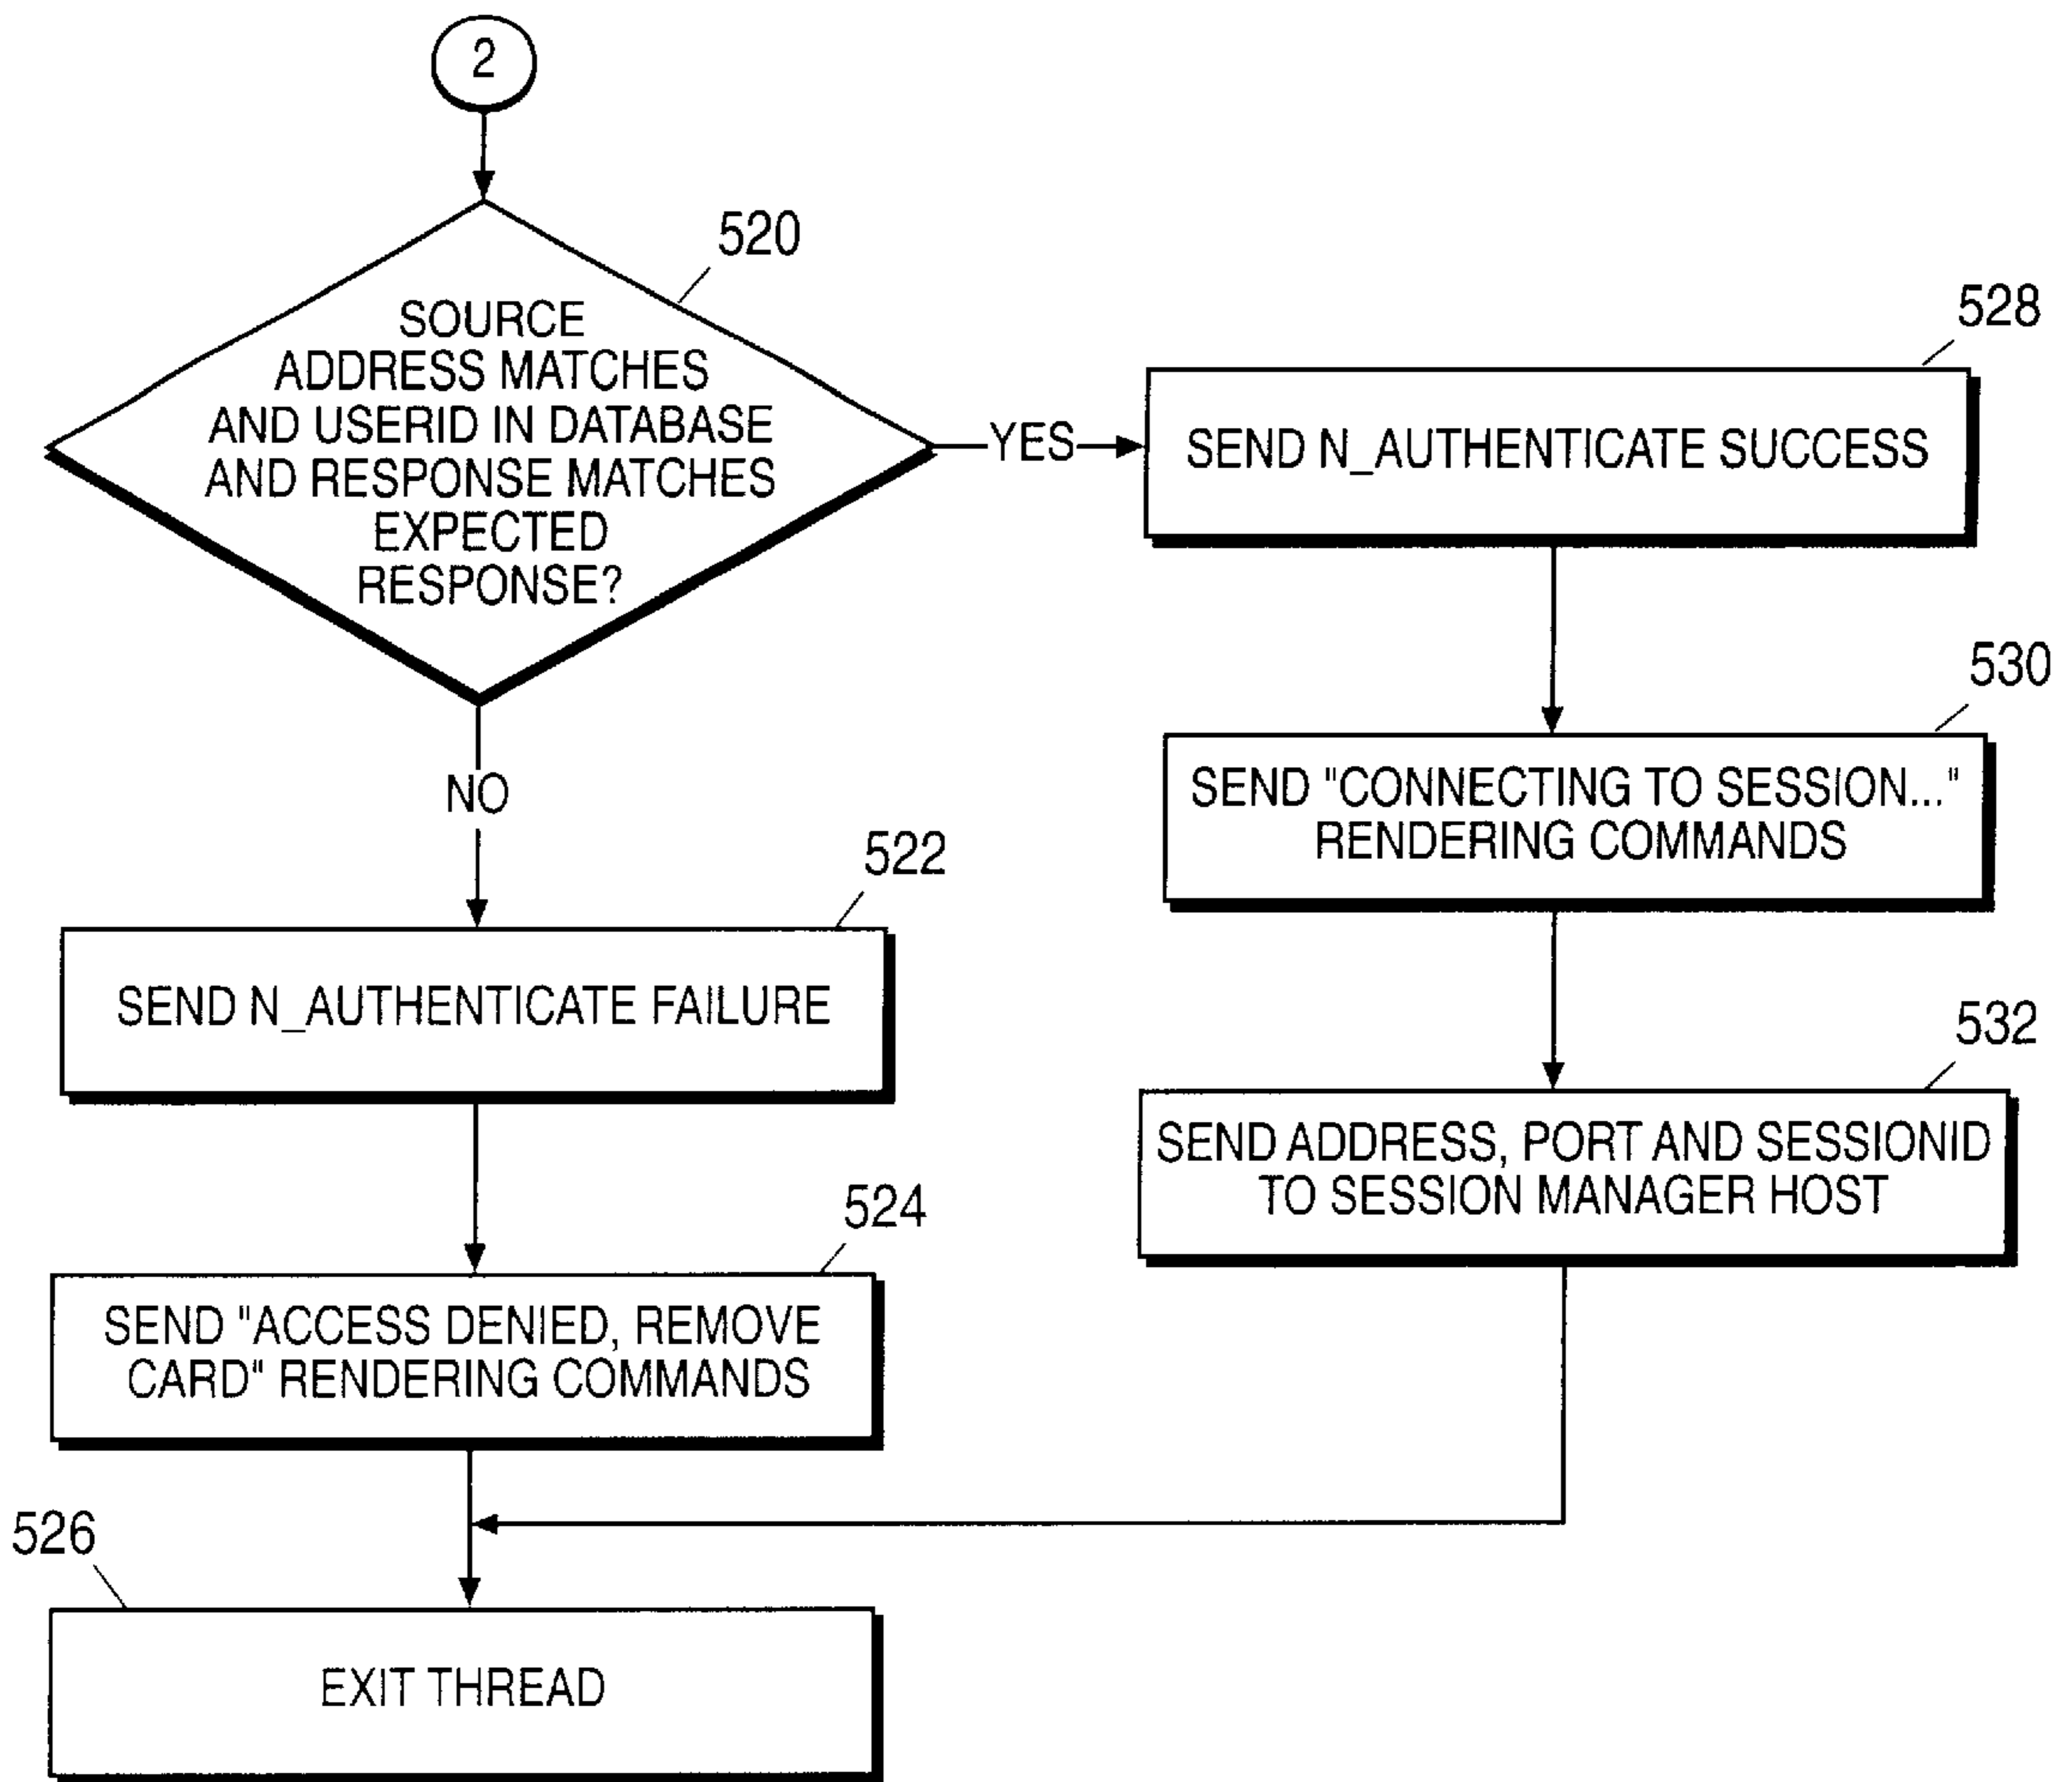 2
520
SOURCE
ADDRESS MATCHES
AND USERID IN DATABASE
AND RESPONSE MATCHES
EXPECTED
RESPONSE?
YES
528
SEND N_AUTHENTICATE SUCCESS
530
SEND "CONNECTING TO SESSION..."
RENDERING COMMANDS
532
SEND ADDRESS, PORT AND SESSIONID
TO SESSION MANAGER HOST
NO
522
SEND N_AUTHENTICATE FAILURE
524
SEND "ACCESS DENIED, REMOVE
CARD" RENDERING COMMANDS
526
EXIT THREAD